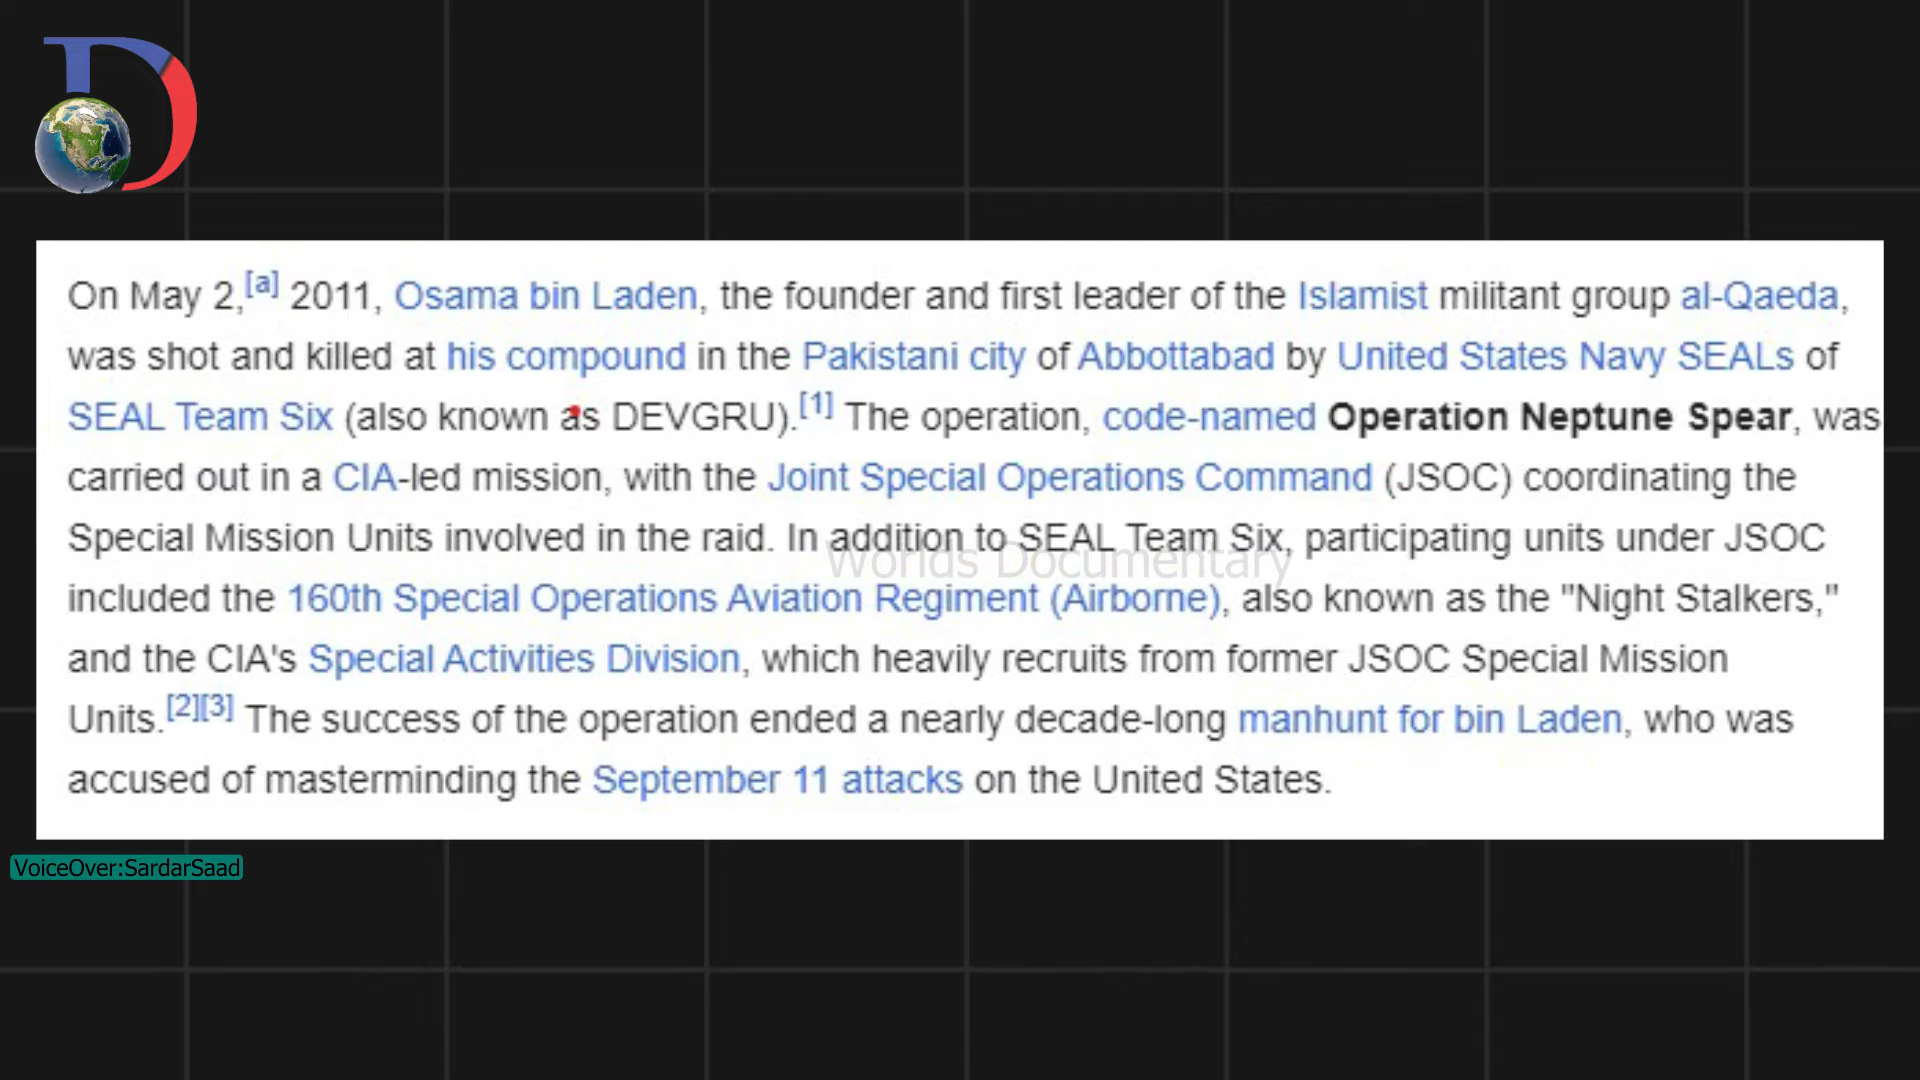 D
On May 2,[a] 2011, Osama bin Laden, the founder and first leader of the Islamist militant group al-Qaeda,
was shot and killed at his compound in the Pakistani city of Abbottabad by United States Navy SEALs of
SEAL Team Six (also known as DEVGRU).[1] The operation, code-named Operation Neptune Spear, was
carried out in a CIA-led mission, with the Joint Special Operations Command (JSOC) coordinating the
Special Mission Units involved in the raid. In addition to SEAL Team Six, participating units under JSOC
Worlds Documentary
included the 160th Special Operations Aviation Regiment (Airborne), also known as the "Night Stalkers,"
and the CIA's Special Activities Division, which heavily recruits from former JSOC Special Mission
Units.[2][3] The success of the operation ended a nearly decade-long manhunt for bin Laden, who was
accused of masterminding the September 11 attacks on the United States.
VoiceOver:SardarSaad